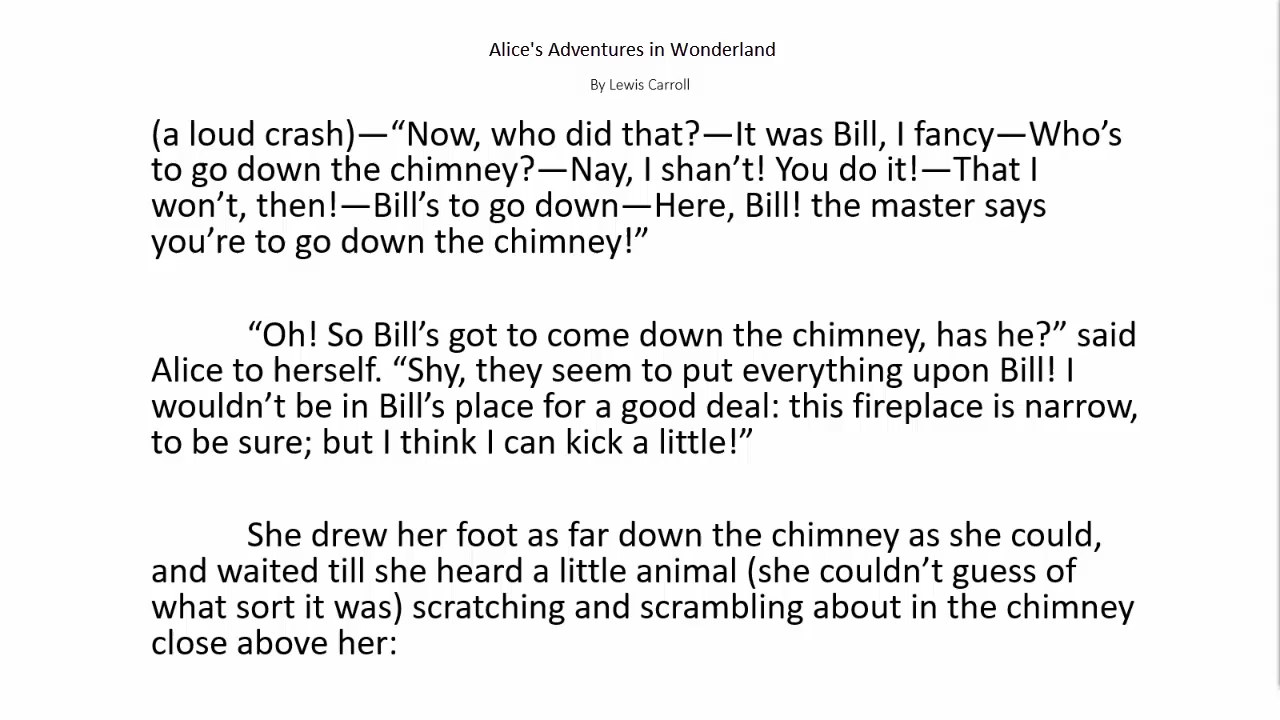 Alice's Adventures in Wonderland
By Lewis Carroll
(a loud crash)—“Now, who did that?—It was Bill, I fancy—Who’s
to go down the chimney?—Nay, I shan’t! You do it!—That I
won’t, then!—Bill’s to go down—Here, Bill! the master says
you’re to go down the chimney!”
“Oh! So Bill’s got to come down the chimney, has he?” said
Alice to herself. “Shy, they seem to put everything upon Bill! I
wouldn’t be in Bill’s place for a good deal: this fireplace is narrow,
to be sure; but I think I can kick a little!”
She drew her foot as far down the chimney as she could,
and waited till she heard a little animal (she couldn’t guess of
what sort it was) scratching and scrambling about in the chimney
close above her: